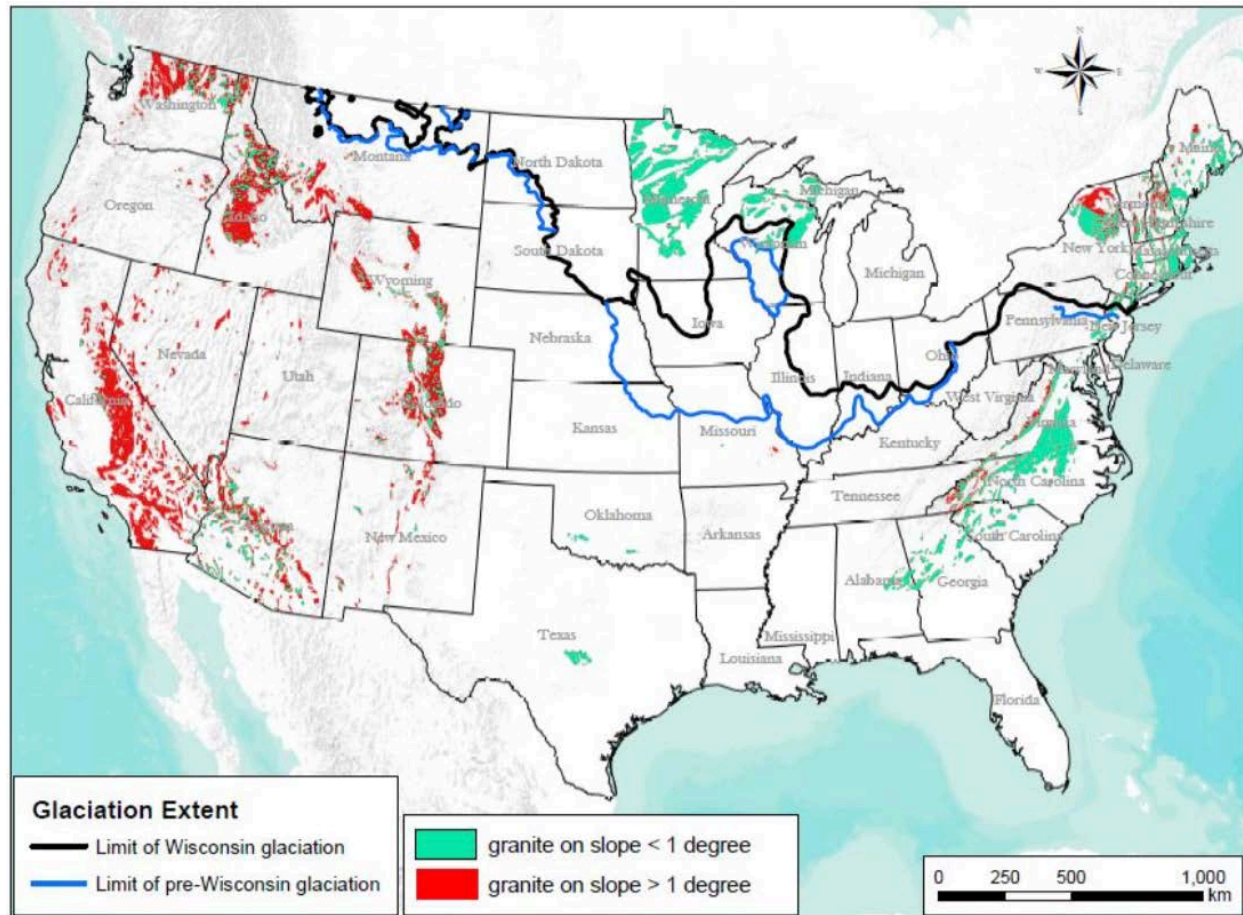 N
W
E
S
Washington
Montana
North Dakota
Minnesota
Michigan
Maine
Vermont
New Hampshire
Oregon
Idaho
Wyoming
South Dakota
Wisconsin
Michigan
New York
Massachusetts
Nebraska
Iowa
Pennsylvania
New Jersey
Nevada
Utah
Colorado
Illinois
Indiana
Ohio
Delaware
California
Kansas
Missouri
West Virginia
Virginia
Kentucky
Arizona
New Mexico
Oklahoma
Arkansas
Tennessee
North Carolina
South Carolina
Texas
Louisiana
Mississippi
Alabama
Georgia
Florida
Glaciation Extent
Limit of Wisconsin glaciation
Limit of pre-Wisconsin glaciation
granite on slope < 1 degree
granite on slope > 1 degree
0 250 500 1,000
km